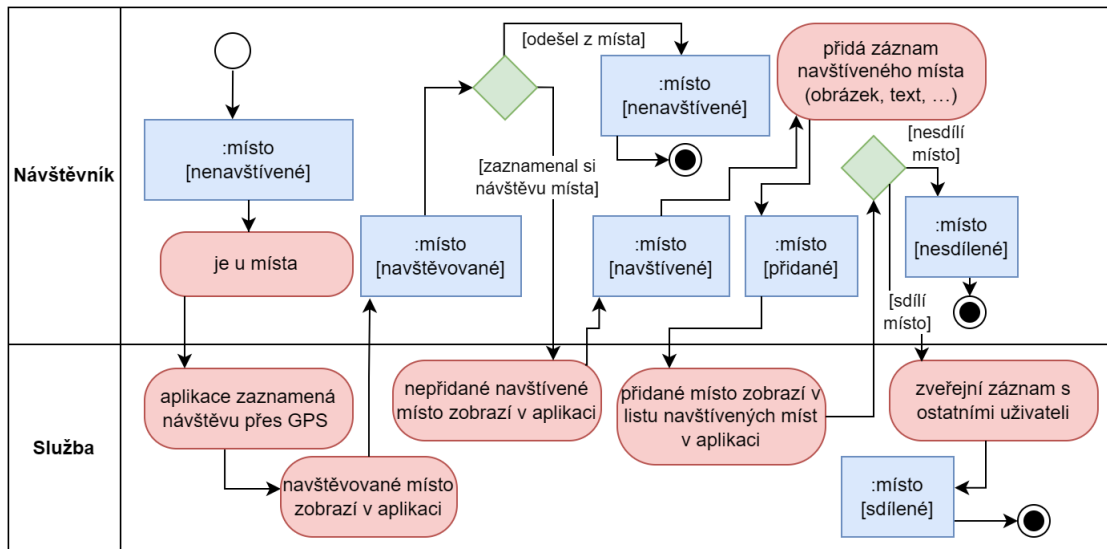 Návštěvník
:místo
[nenavštívené]
je u místa
:místo
[navštěvované]
[odešel z místa]
:místo
[nenavštívené]
[zaznamenal si
návštěvu místa]
:místo
[navštívené]
přidá záznam
navštíveného místa
(obrázek, text, …)
:místo
[přidané]
[nesdílí
místo]
:místo
[nesdílené]
[sdílí
místo]
Služba
aplikace zaznamená
návštěvu přes GPS
navštěvované místo
zobrazí v aplikaci
nepřidané navštívené
místo zobrazí v aplikaci
přidané místo zobrazí v
listu navštívených míst
v aplikaci
zveřejní záznam s
ostatními uživateli
:místo
[sdílené]